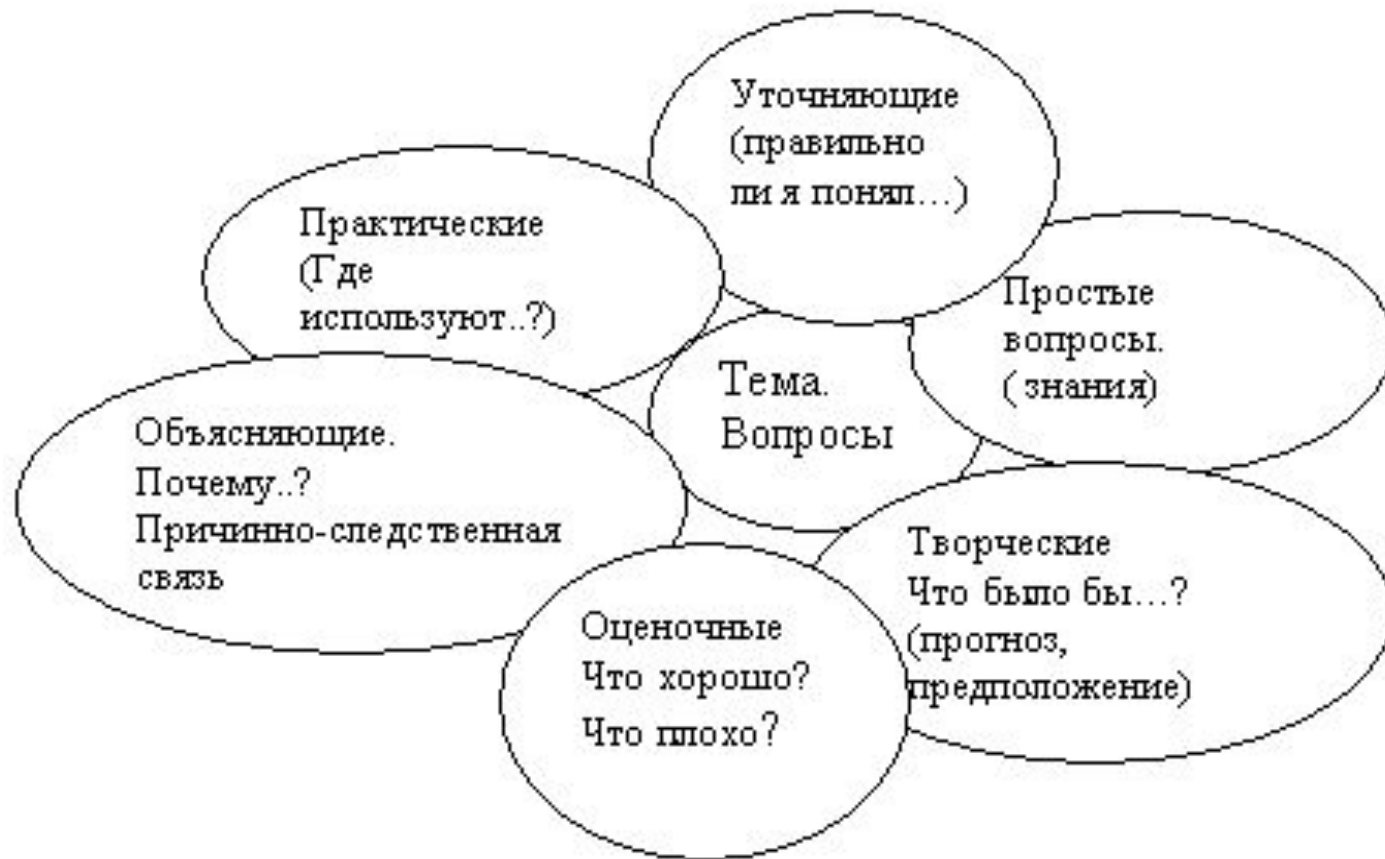 Уточняющие
(правильно
ли я понял...)
Практические
(Где
используют..?)
Простые
вопросы.
( знания)
Тема.
Вопросы
Объясняющие.
Почему..?
Причинно-следственная
связь
Творческие
Что было бы...?
(прогноз,
предположение)
Оценочные
Что хорошо?
Что плохо?